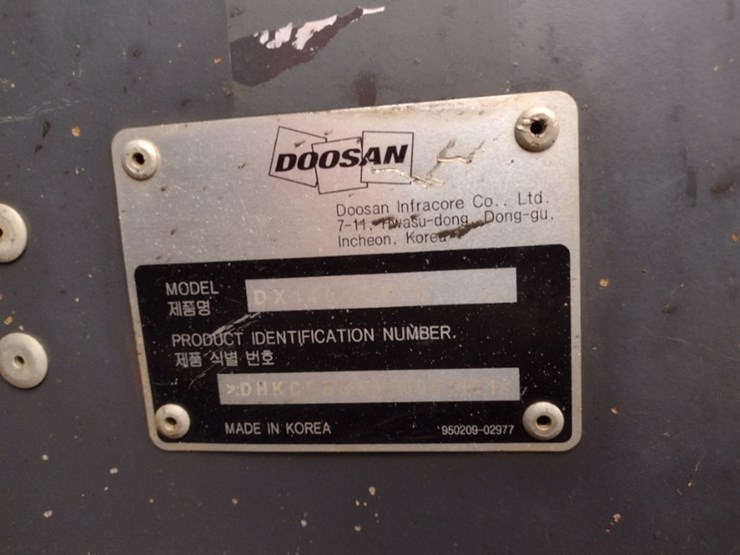 DOOSAN
Doosan Infracore Co., Ltd.
7-11, Hwasu-dong, Dong-gu,
Incheon, Korea
MODEL
제품명
PRODUCT IDENTIFICATION NUMBER.
제품 식별 번호
MADE IN KOREA
950209-02977